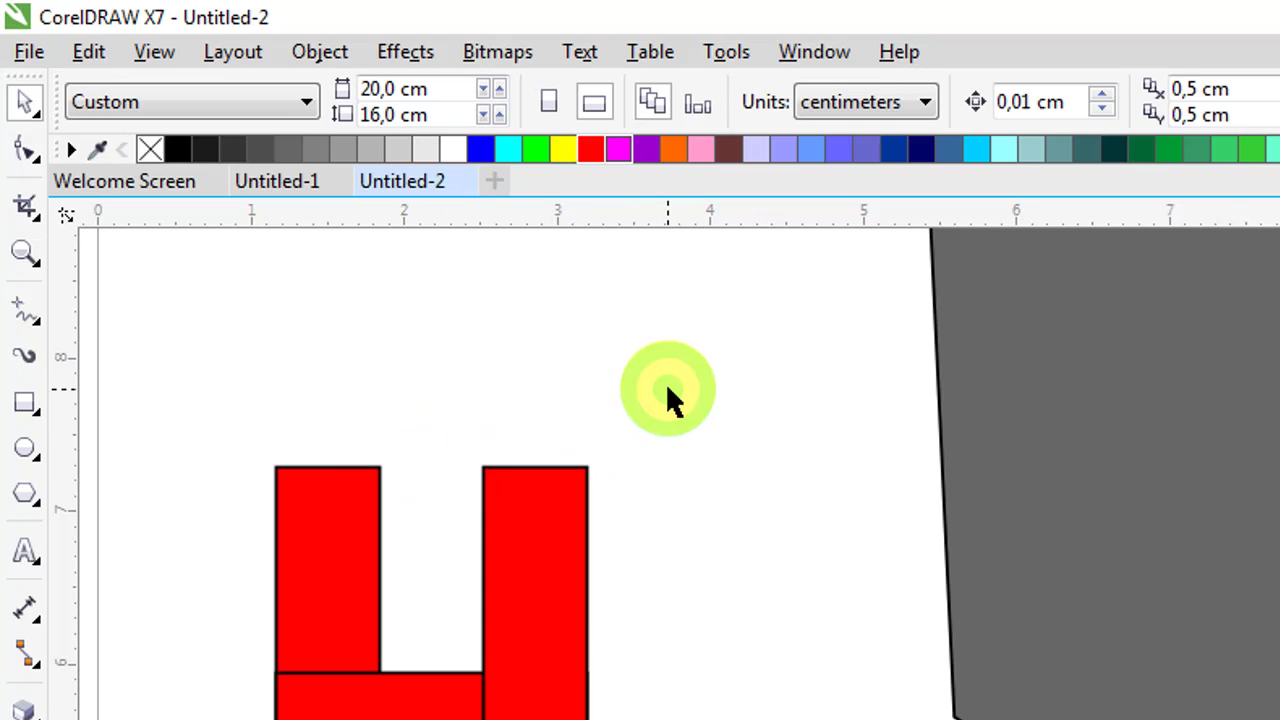 CorelDRAW X7 - Untitled-2
File Edit View Layout Object Effects Bitmaps Text Table Tools Window Help
Custom 20,0 cm 16,0 cm Units: centimeters 0,01 cm 0,5 cm 0,5 cm
Welcome Screen Untitled-1 Untitled-2
0 1 2 3 4 5 6 7
8
7
6